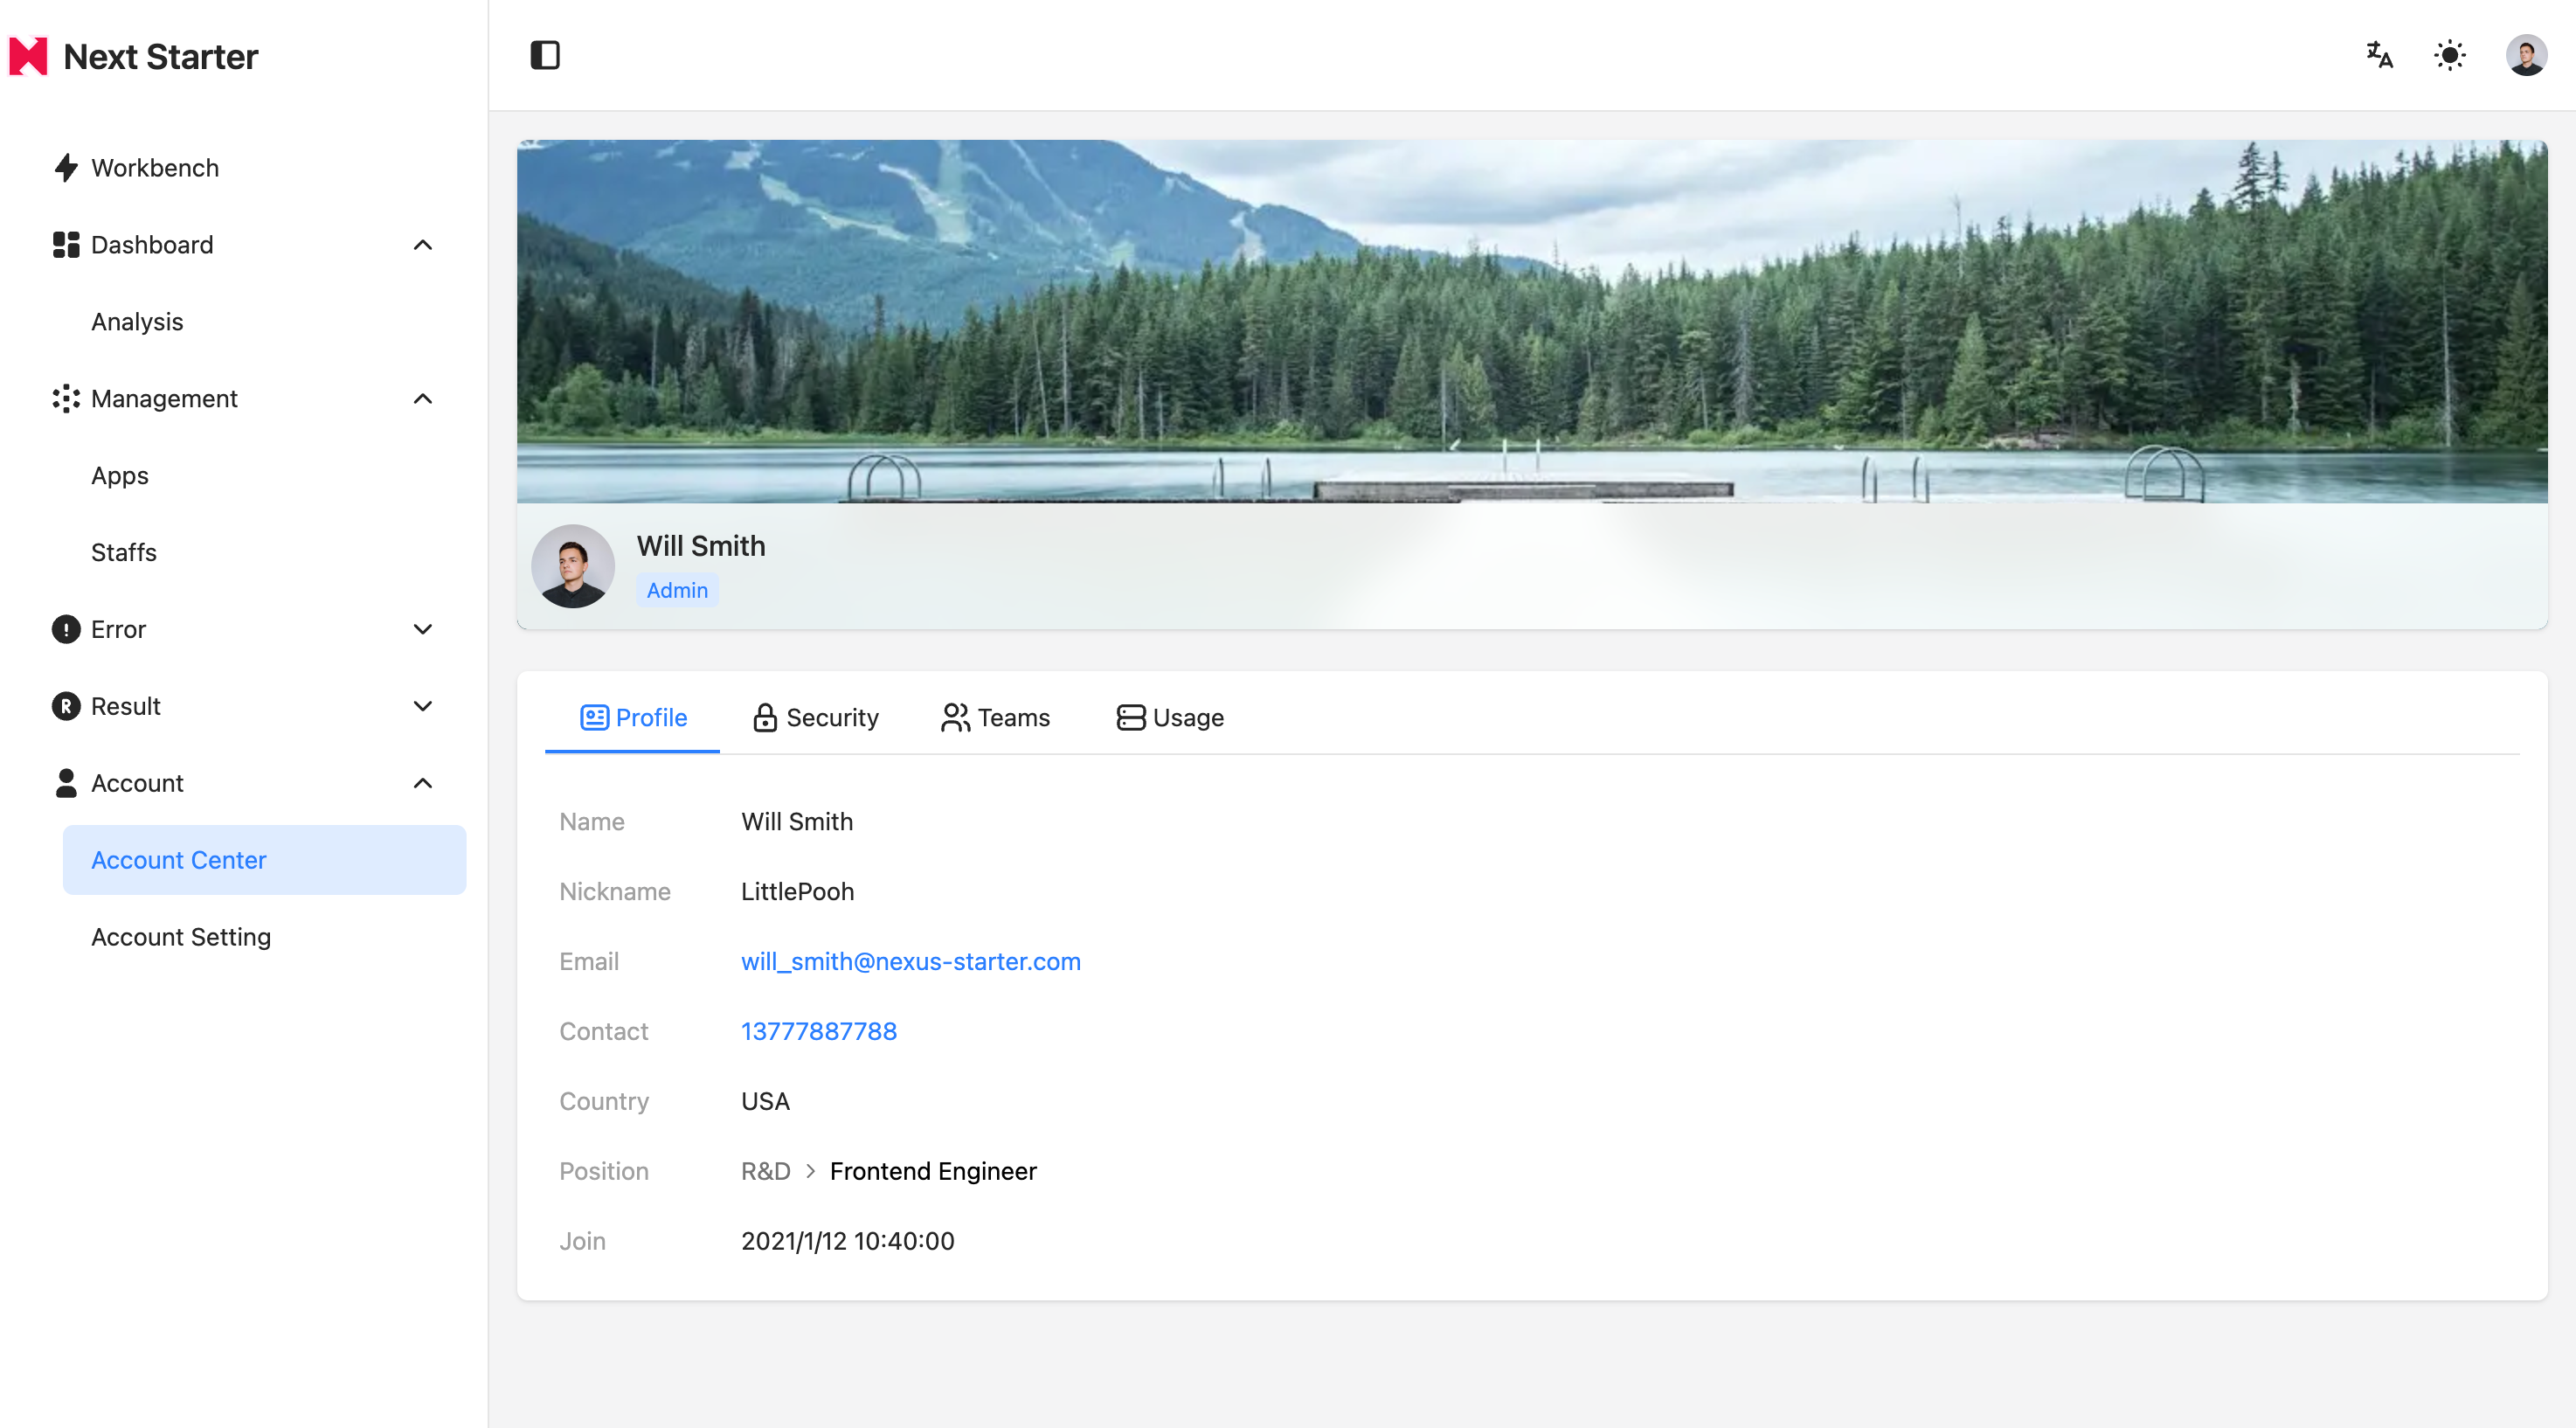 Next Starter
Workbench
Dashboard
Analysis
Management
Apps
Staffs
Error
Result
Account
Account Center
Account Setting
Will Smith
Admin
Profile Security Teams Usage
Name Will Smith
Nickname LittlePooh
Email will_smith@nexus-starter.com
Contact 13777887788
Country USA
Position R&D > Frontend Engineer
Join 2021/1/12 10:40:00